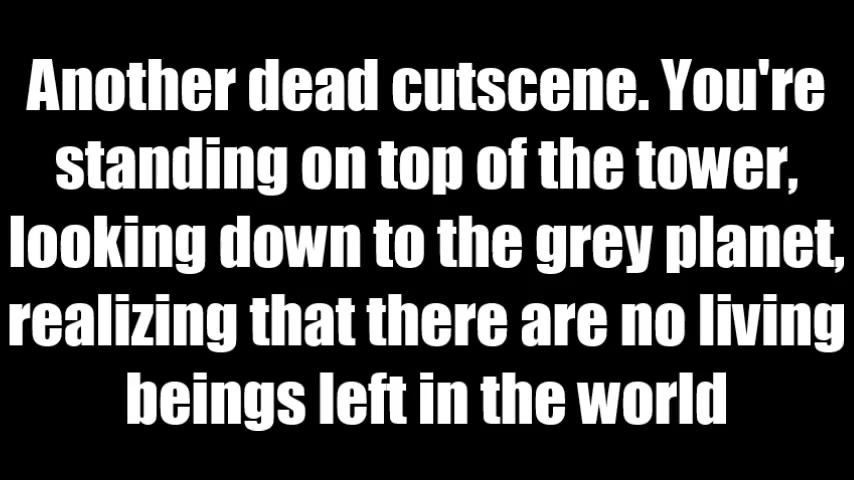 Another dead cutscene. You're
standing on top of the tower,
looking down to the grey planet,
realizing that there are no living
beings left in the world